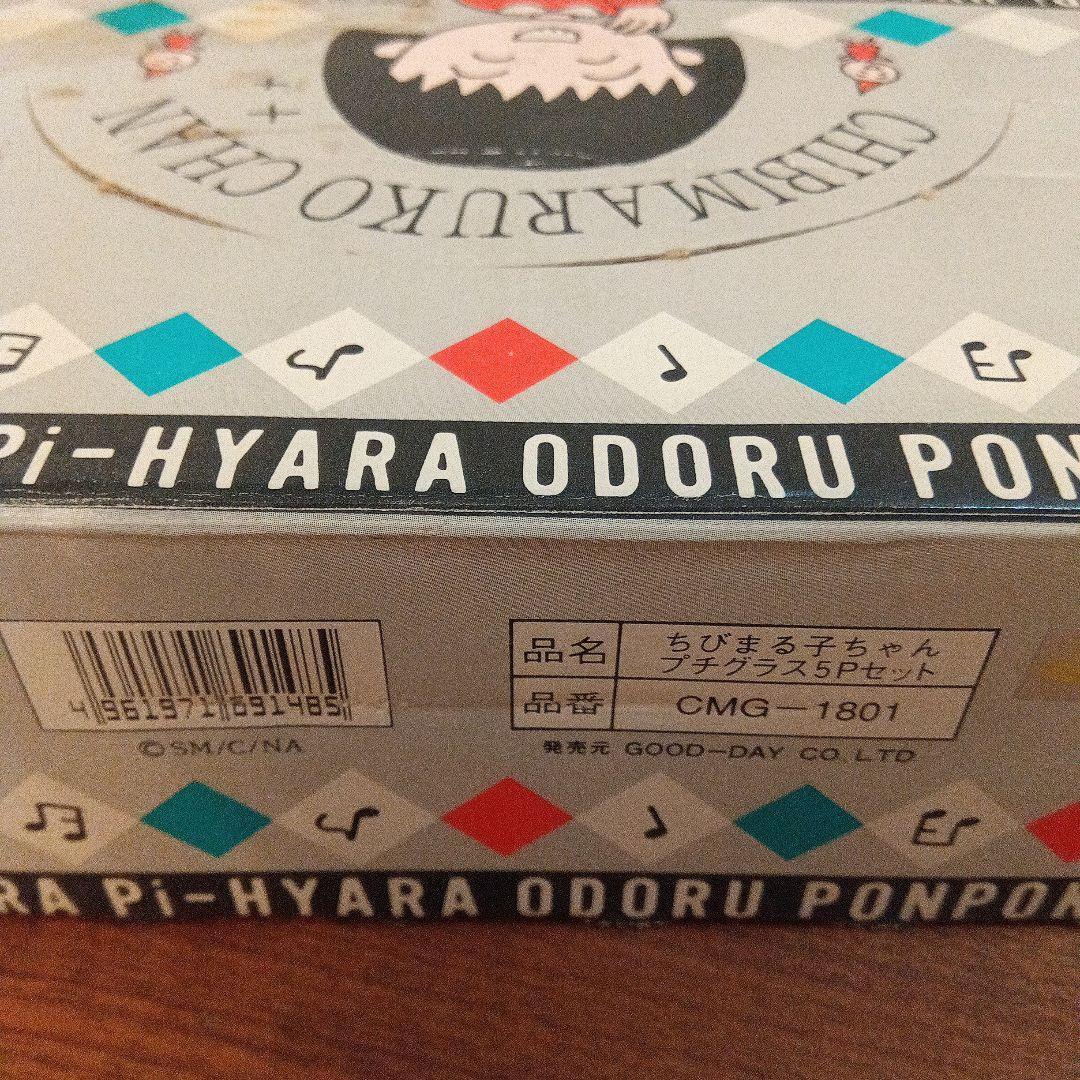 CHIBIMARUKO CHAN
Pi-HYARA ODORU PON
4 961971 891485
©SM/C/NA
品名 ちびまる子ちゃん
プチグラス5Pセット
品番 CMG-1801
発売元 GOOD-DAY CO.LTD
RA Pi-HYARA ODORU PONPON